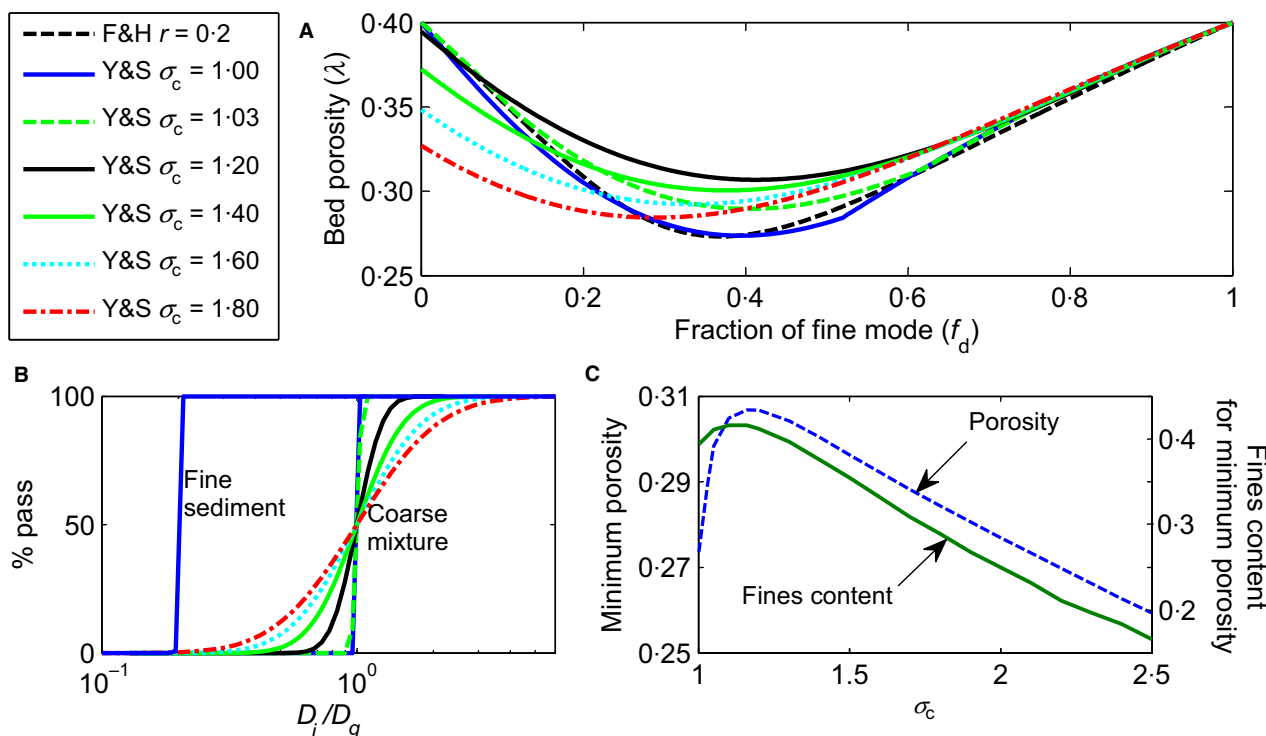 F&H r = 0·2
Y&S σc = 1·00
Y&S σc = 1·03
Y&S σc = 1·20
Y&S σc = 1·40
Y&S σc = 1·60
Y&S σc = 1·80
A
0·40
0·35
0·30
0·25
Bed porosity (λ)
0
0·2
0·4
0·6
0·8
1
Fraction of fine mode (fd)
B
100
50
0
% pass
Fine
sediment
Coarse
mixture
10⁻¹
10⁰
Di/Dg
C
0·31
0·29
0·27
0·25
Minimum porosity
Porosity
Fines content
0·4
0·3
0·2
Fines content
for minimum porosity
1
1.5
2
2·5
σc